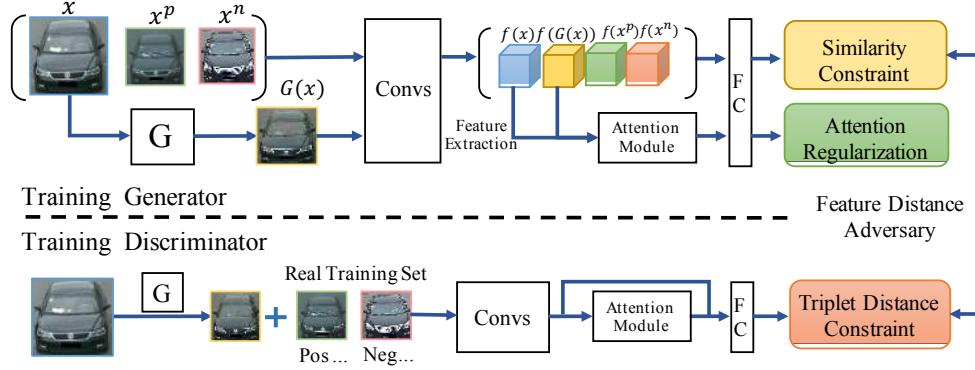 x x^p x^n
f(x) f(G(x)) f(x^p) f(x^n)
G(x)
G
Convs
Feature
Extraction
Attention
Module
F
C
Similarity
Constraint
Attention
Regularization
Training Generator
Training Discriminator
Feature Distance
Adversary
G
Real Training Set
Pos ... Neg...
Convs
Attention
Module
F
C
Triplet Distance
Constraint